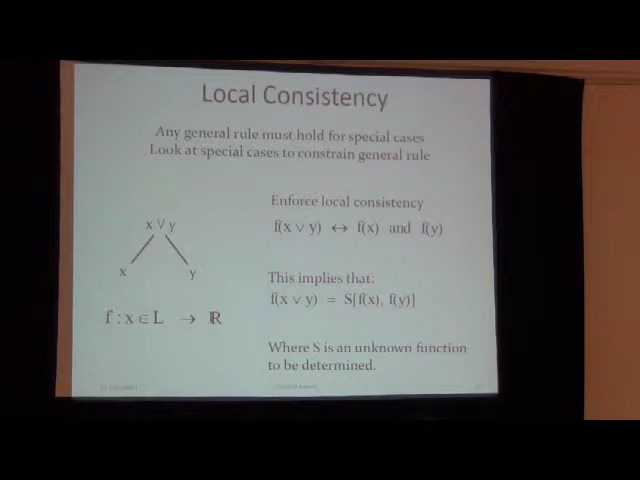 Local Consistency
Any general rule must hold for special cases
Look at special cases to constrain general rule
Enforce local consistency
f(x ∨ y) ↔ f(x) and f(y)
x ∨ y
x
y
This implies that:
f(x ∨ y) = S[f(x), f(y)]
f : x ∈ L → ℝ
Where S is an unknown function
to be determined.